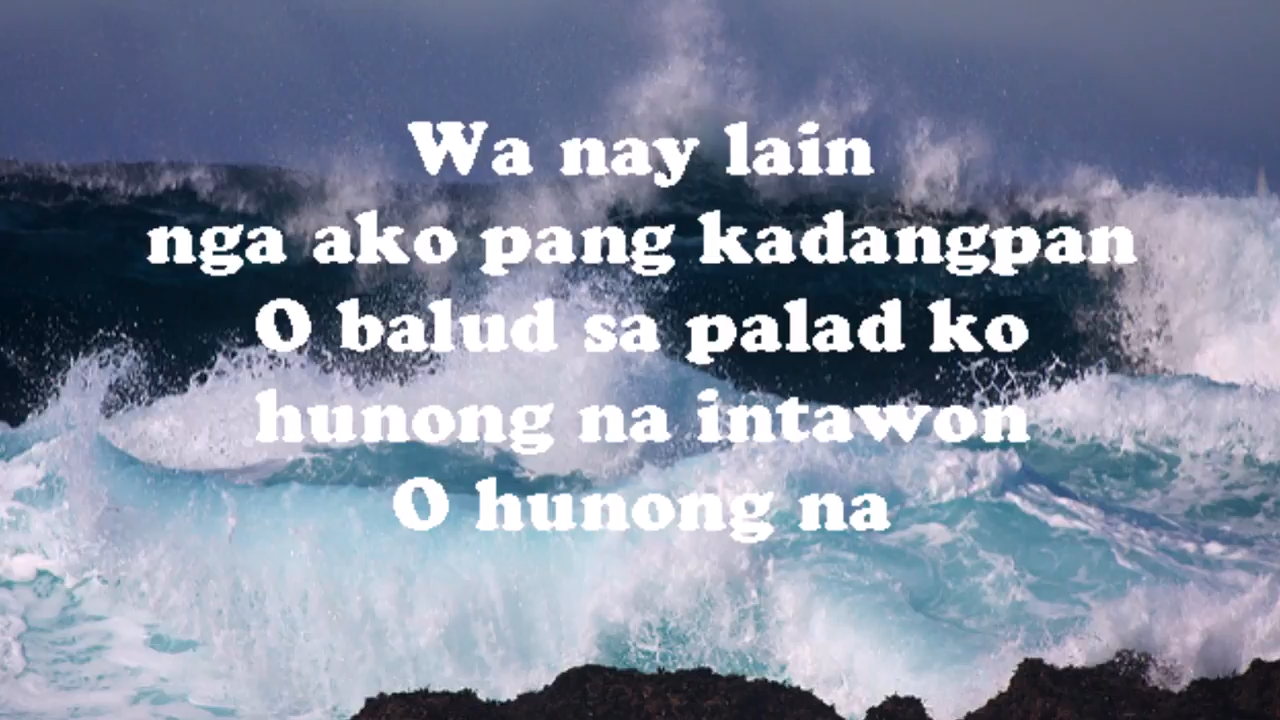 Wa nay lain
nga ako pang kadangpan
O balud sa palad ko
hunong na intawon
O hunong na